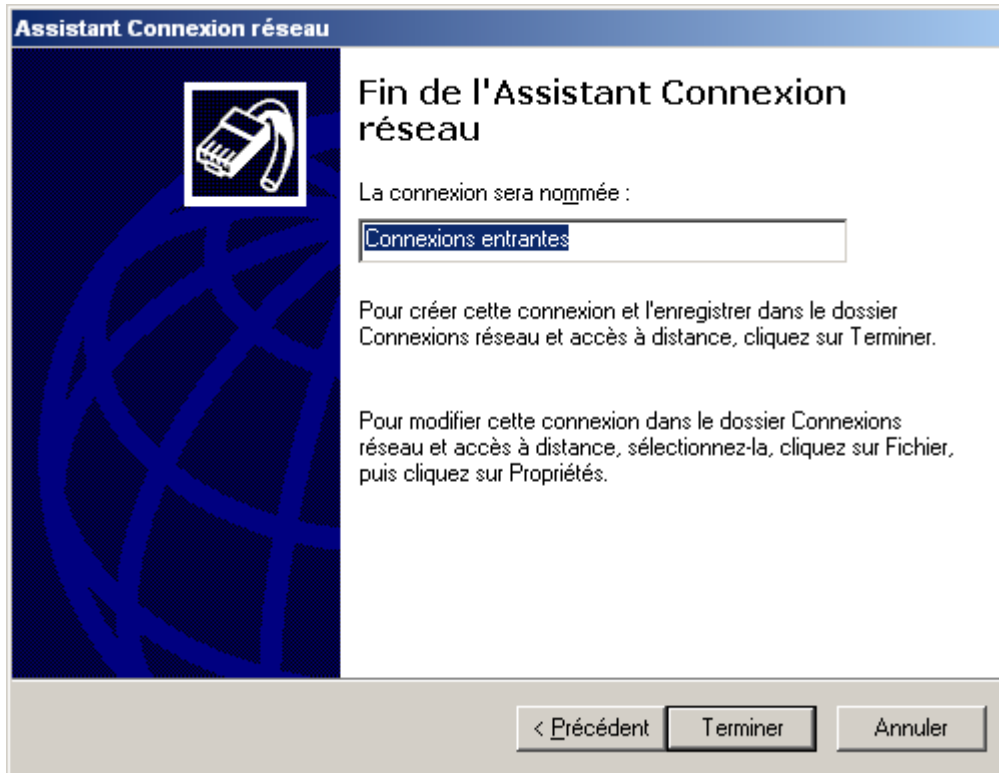 Assistant Connexion réseau
Fin de l'Assistant Connexion
réseau
La connexion sera nommée :
Connexions entrantes
Pour créer cette connexion et l'enregistrer dans le dossier
Connexions réseau et accès à distance, cliquez sur Terminer.
Pour modifier cette connexion dans le dossier Connexions
réseau et accès à distance, sélectionnez-la, cliquez sur Fichier,
puis cliquez sur Propriétés.
< Précédent Terminer Annuler